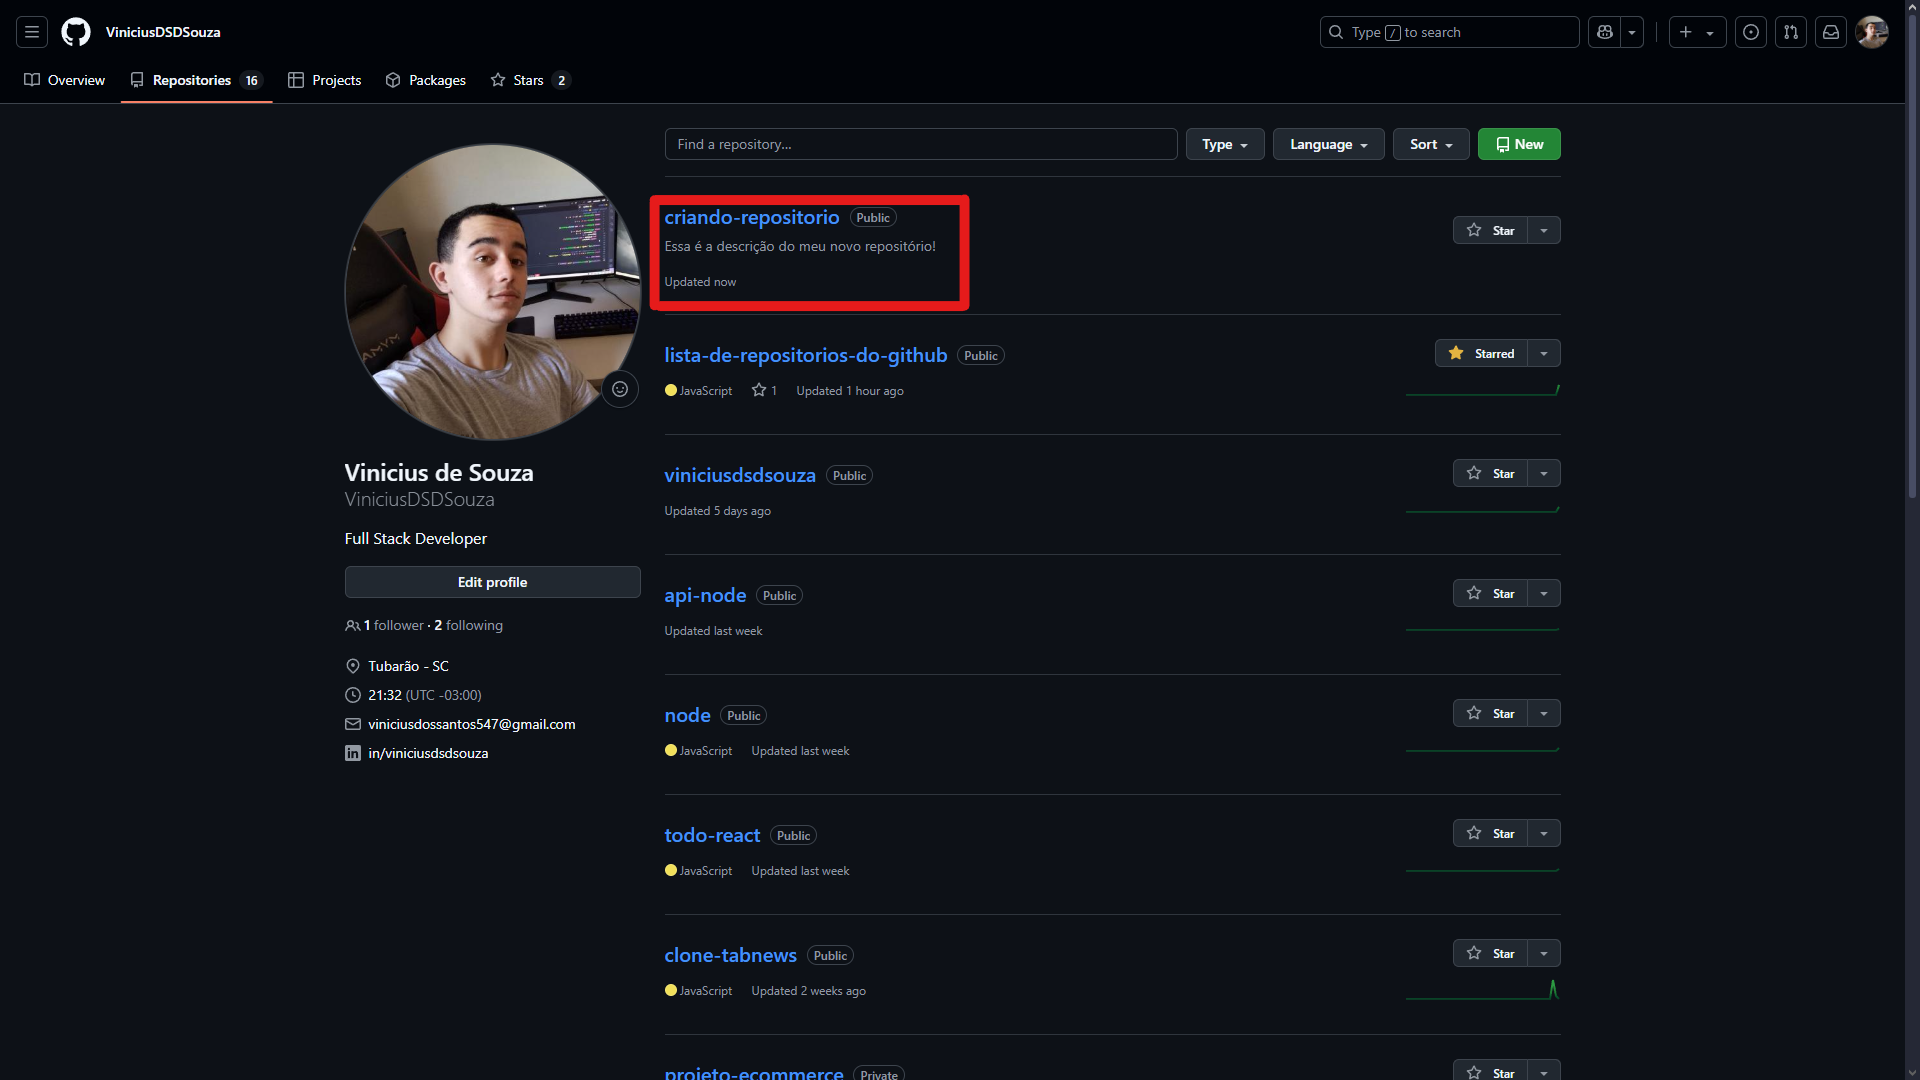 ViniciusDSDSouza
Type / to search
Overview
Repositories 16
Projects
Packages
Stars 2
Find a repository...
Type
Language
Sort
New
criando-repositorio Public
Essa é a descrição do meu novo repositório!
Updated now
Star
lista-de-repositorios-do-github Public
JavaScript 1 Updated 1 hour ago
Starred
viniciusdsdsouza Public
Updated 5 days ago
Star
api-node Public
Updated last week
Star
node Public
JavaScript Updated last week
Star
todo-react Public
JavaScript Updated last week
Star
clone-tabnews Public
JavaScript Updated 2 weeks ago
Star
projeto-ecommerce Private
Star
Vinicius de Souza
ViniciusDSDSouza
Full Stack Developer
Edit profile
1 follower · 2 following
Tubarão - SC
21:32 (UTC -03:00)
viniciusdossantos547@gmail.com
in/viniciusdsdsouza